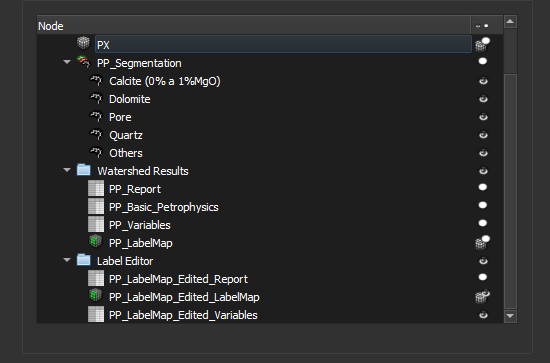 Node
PX
PP_Segmentation
Calcite (0% a 1%MgO)
Dolomite
Pore
Quartz
Others
Watershed Results
PP_Report
PP_Basic_Petrophysics
PP_Variables
PP_LabelMap
Label Editor
PP_LabelMap_Edited_Report
PP_LabelMap_Edited_LabelMap
PP_LabelMap_Edited_Variables